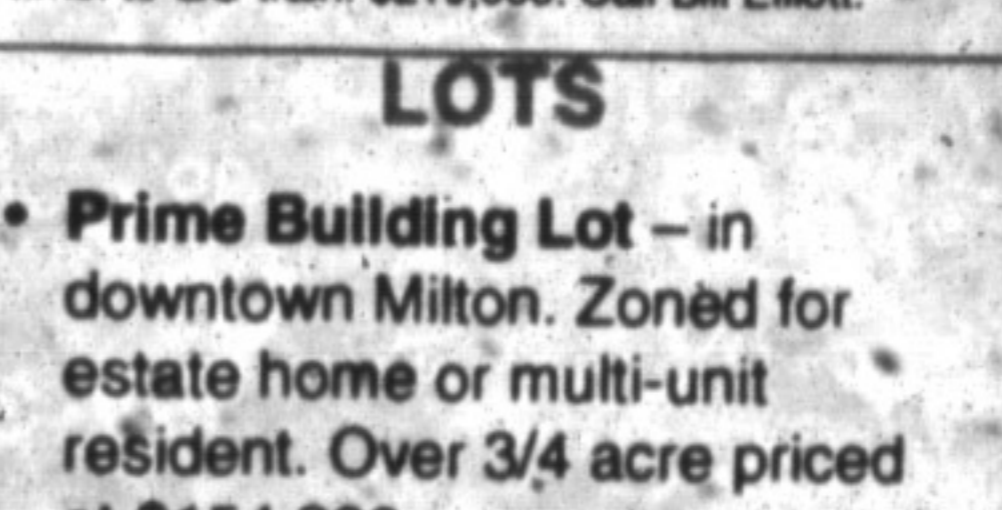 LOTS
• Prime Building Lot – in
downtown Milton. Zoned for
estate home or multi-unit
resident. Over 3/4 acre priced